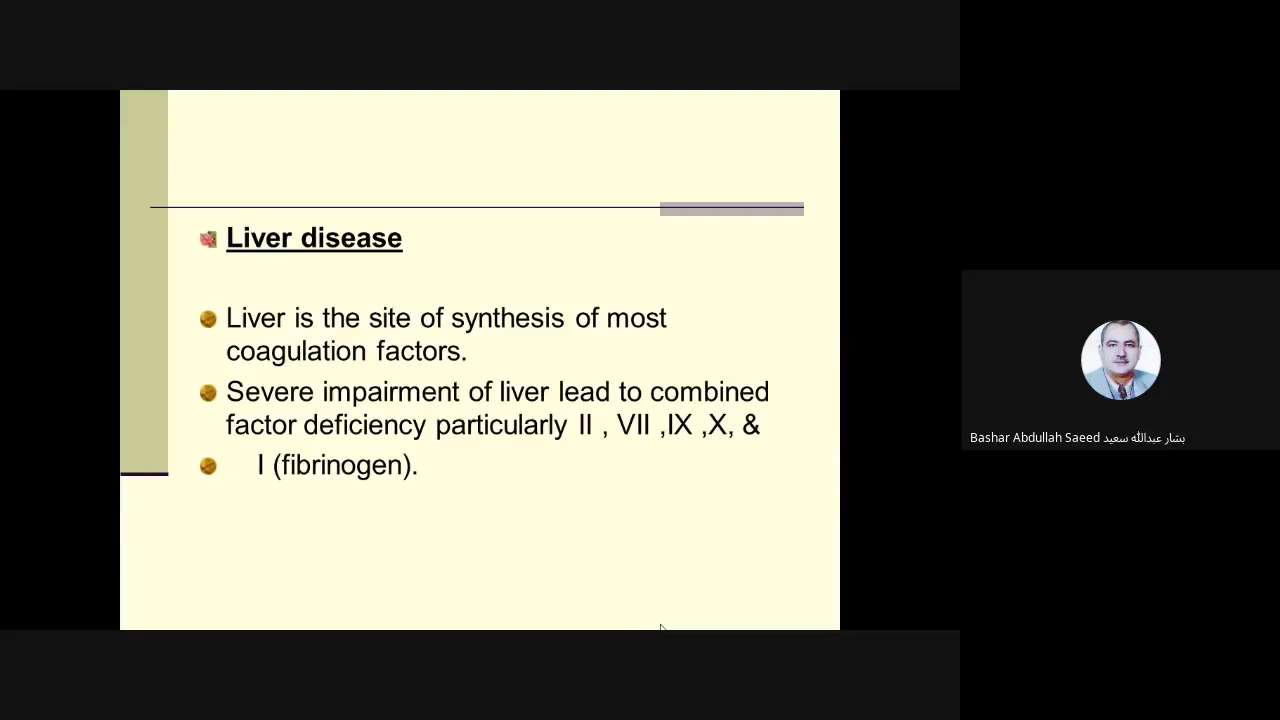 Liver disease
Liver is the site of synthesis of most
coagulation factors.
Severe impairment of liver lead to combined
factor deficiency particularly II , VII ,IX ,X, &
I (fibrinogen).
Bashar Abdullah Saeed بشار عبدالله سعيد